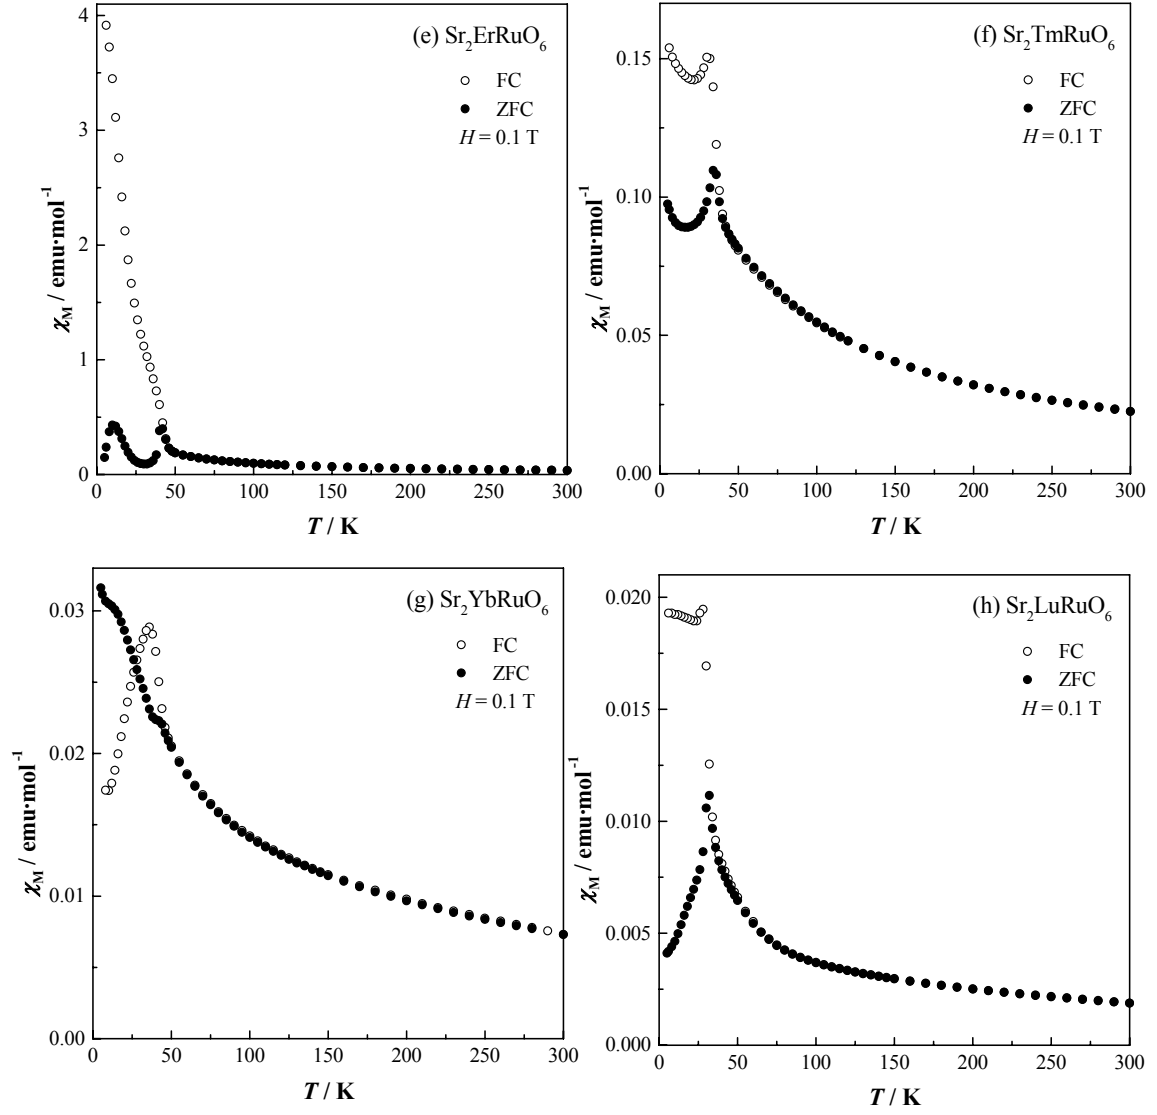 (e) Sr₂ErRuO₆
FC
ZFC
H = 0.1 T
χM / emu·mol⁻¹
4
3
2
1
0
0 50 100 150 200 250 300
T / K
(f) Sr₂TmRuO₆
FC
ZFC
H = 0.1 T
χM / emu·mol⁻¹
0.15
0.10
0.05
0.00
0 50 100 150 200 250 300
T / K
(g) Sr₂YbRuO₆
FC
ZFC
H = 0.1 T
χM / emu·mol⁻¹
0.03
0.02
0.01
0.00
0 50 100 150 200 250 300
T / K
(h) Sr₂LuRuO₆
FC
ZFC
H = 0.1 T
χM / emu·mol⁻¹
0.020
0.015
0.010
0.005
0.000
0 50 100 150 200 250 300
T / K